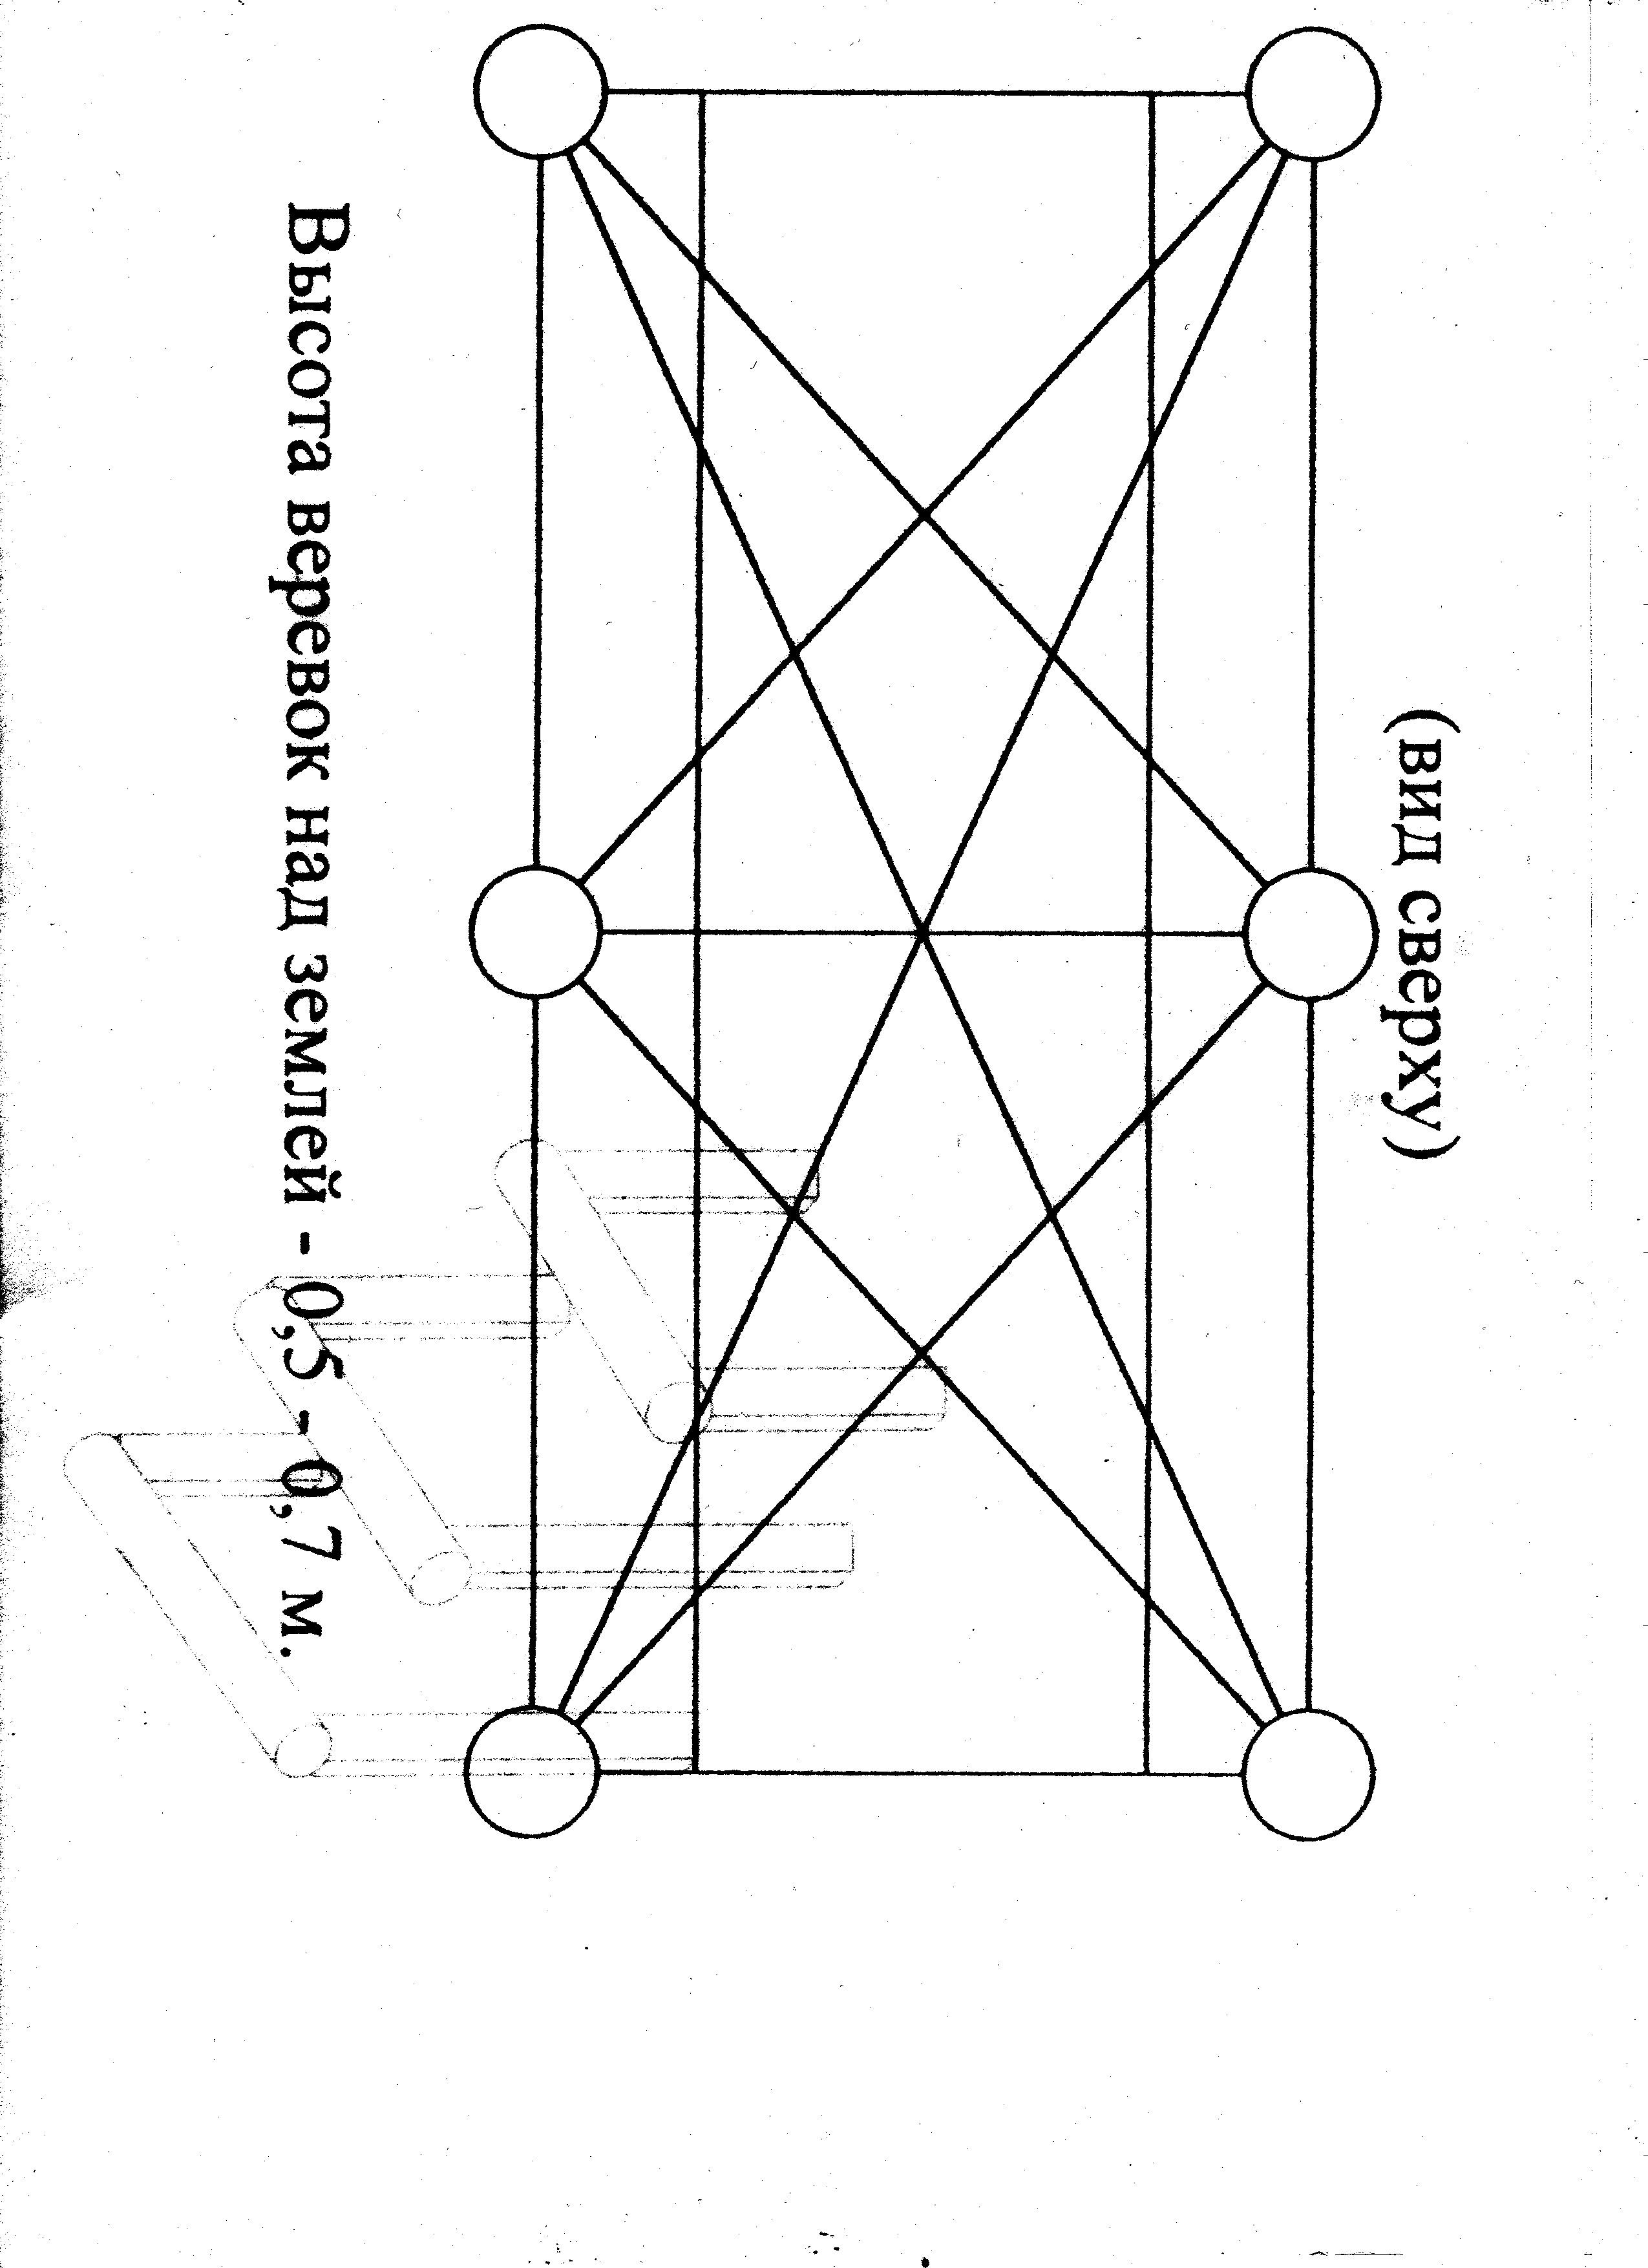 (вид сверху)
Высота веревок над землей - 0,5 - 0,7 м.